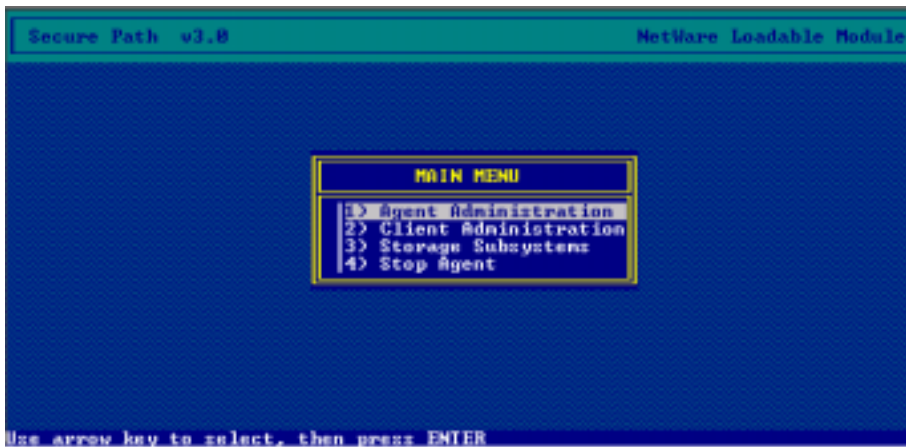 Secure Path v3.0
NetWare Loadable Module
MAIN MENU
1> Agent Administration
2> Client Administration
3> Storage Subsystems
4> Stop Agent
Use arrow key to select, then press ENTER